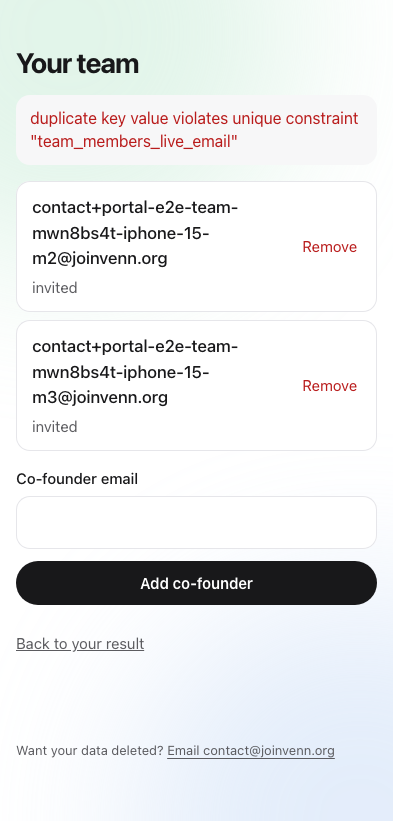 Your team
duplicate key value violates unique constraint
"team_members_live_email"
contact+portal-e2e-team-
mwn8bs4t-iphone-15-
m2@joinvenn.org
Remove
invited
contact+portal-e2e-team-
mwn8bs4t-iphone-15-
m3@joinvenn.org
Remove
invited
Co-founder email
Add co-founder
Back to your result
Want your data deleted? Email contact@joinvenn.org